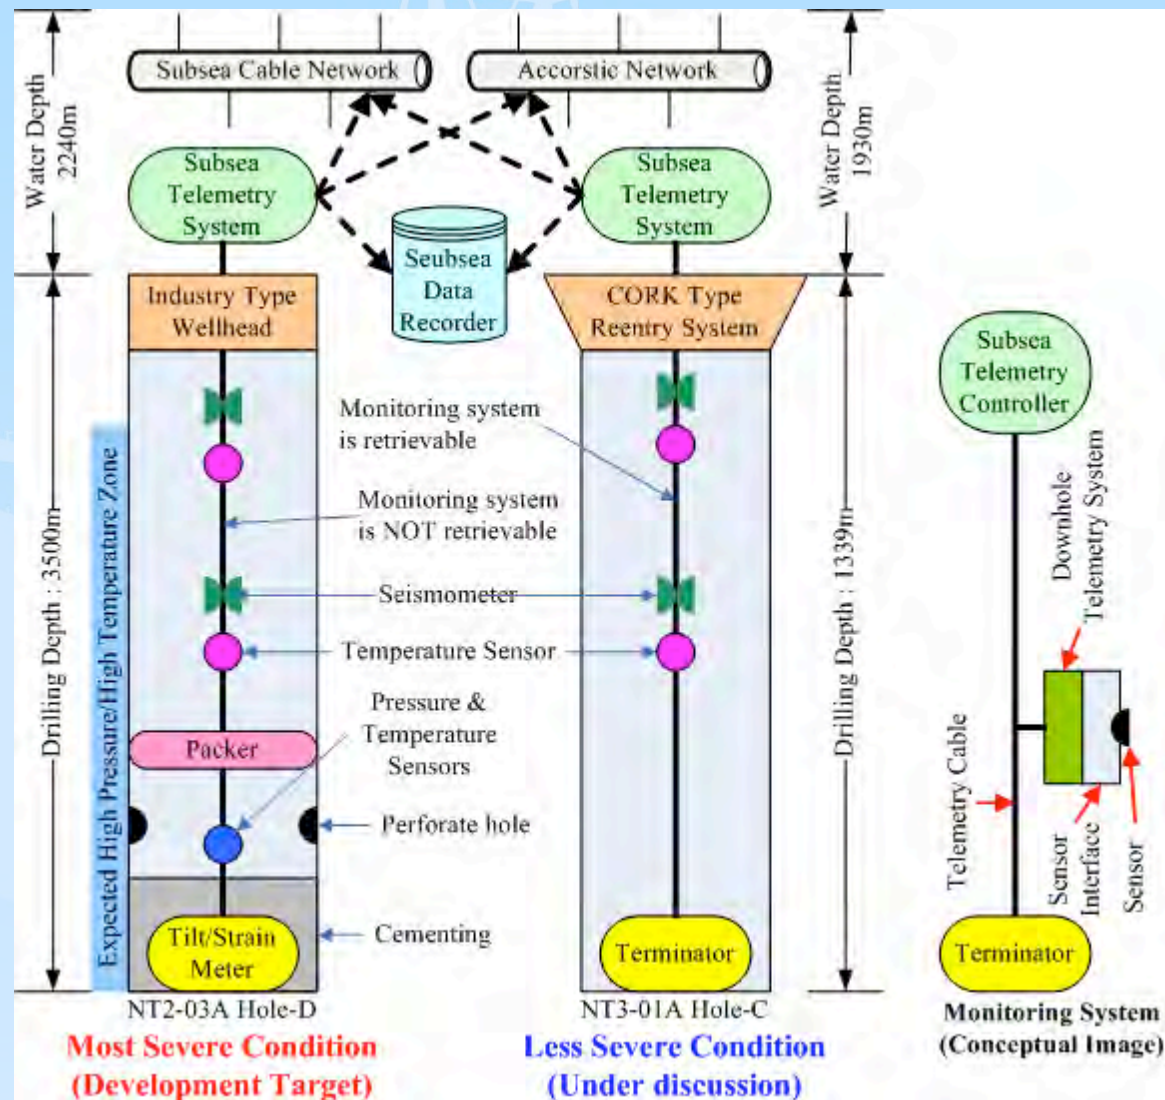 Subsea Cable Network
Accorstic Network
Water Depth
2240m
Water Depth
1930m
Subsea
Telemetry
System
Subsea
Telemetry
System
Seubsea
Data
Recorder
Industry Type
Wellhead
CORK Type
Reentry System
Drilling Depth : 3500m
Expected High Pressure/High Temperature Zone
Monitoring system
is retrievable
Monitoring system
is NOT retrievable
Seismometer
Temperature Sensor
Pressure &
Temperature
Sensors
Packer
Perforate hole
Cementing
Tilt/Strain
Meter
Terminator
Drilling Depth : 1339m
Subsea
Telemetry
Controller
Downhole
Telemetry System
Telemetry Cable
Sensor
Interface
Sensor
Terminator
NT2-03A Hole-D
NT3-01A Hole-C
Monitoring System
(Conceptual Image)
Most Severe Condition
(Development Target)
Less Severe Condition
(Under discussion)